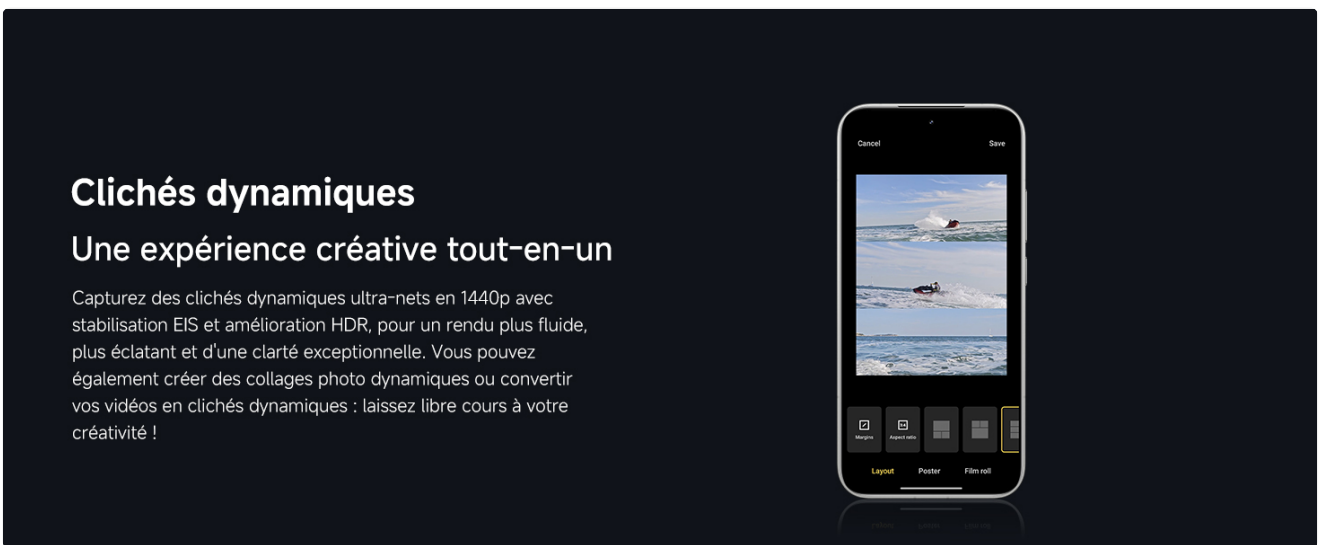 Clichés dynamiques
Une expérience créative tout-en-un
Capturez des clichés dynamiques ultra-nets en 1440p avec
stabilisation EIS et amélioration HDR, pour un rendu plus fluide,
plus éclatant et d'une clarté exceptionnelle. Vous pouvez
également créer des collages photo dynamiques ou convertir
vos vidéos en clichés dynamiques : laissez libre cours à votre
créativité !
Cancel Save
Margins Aspect ratio
Layout Poster Film roll